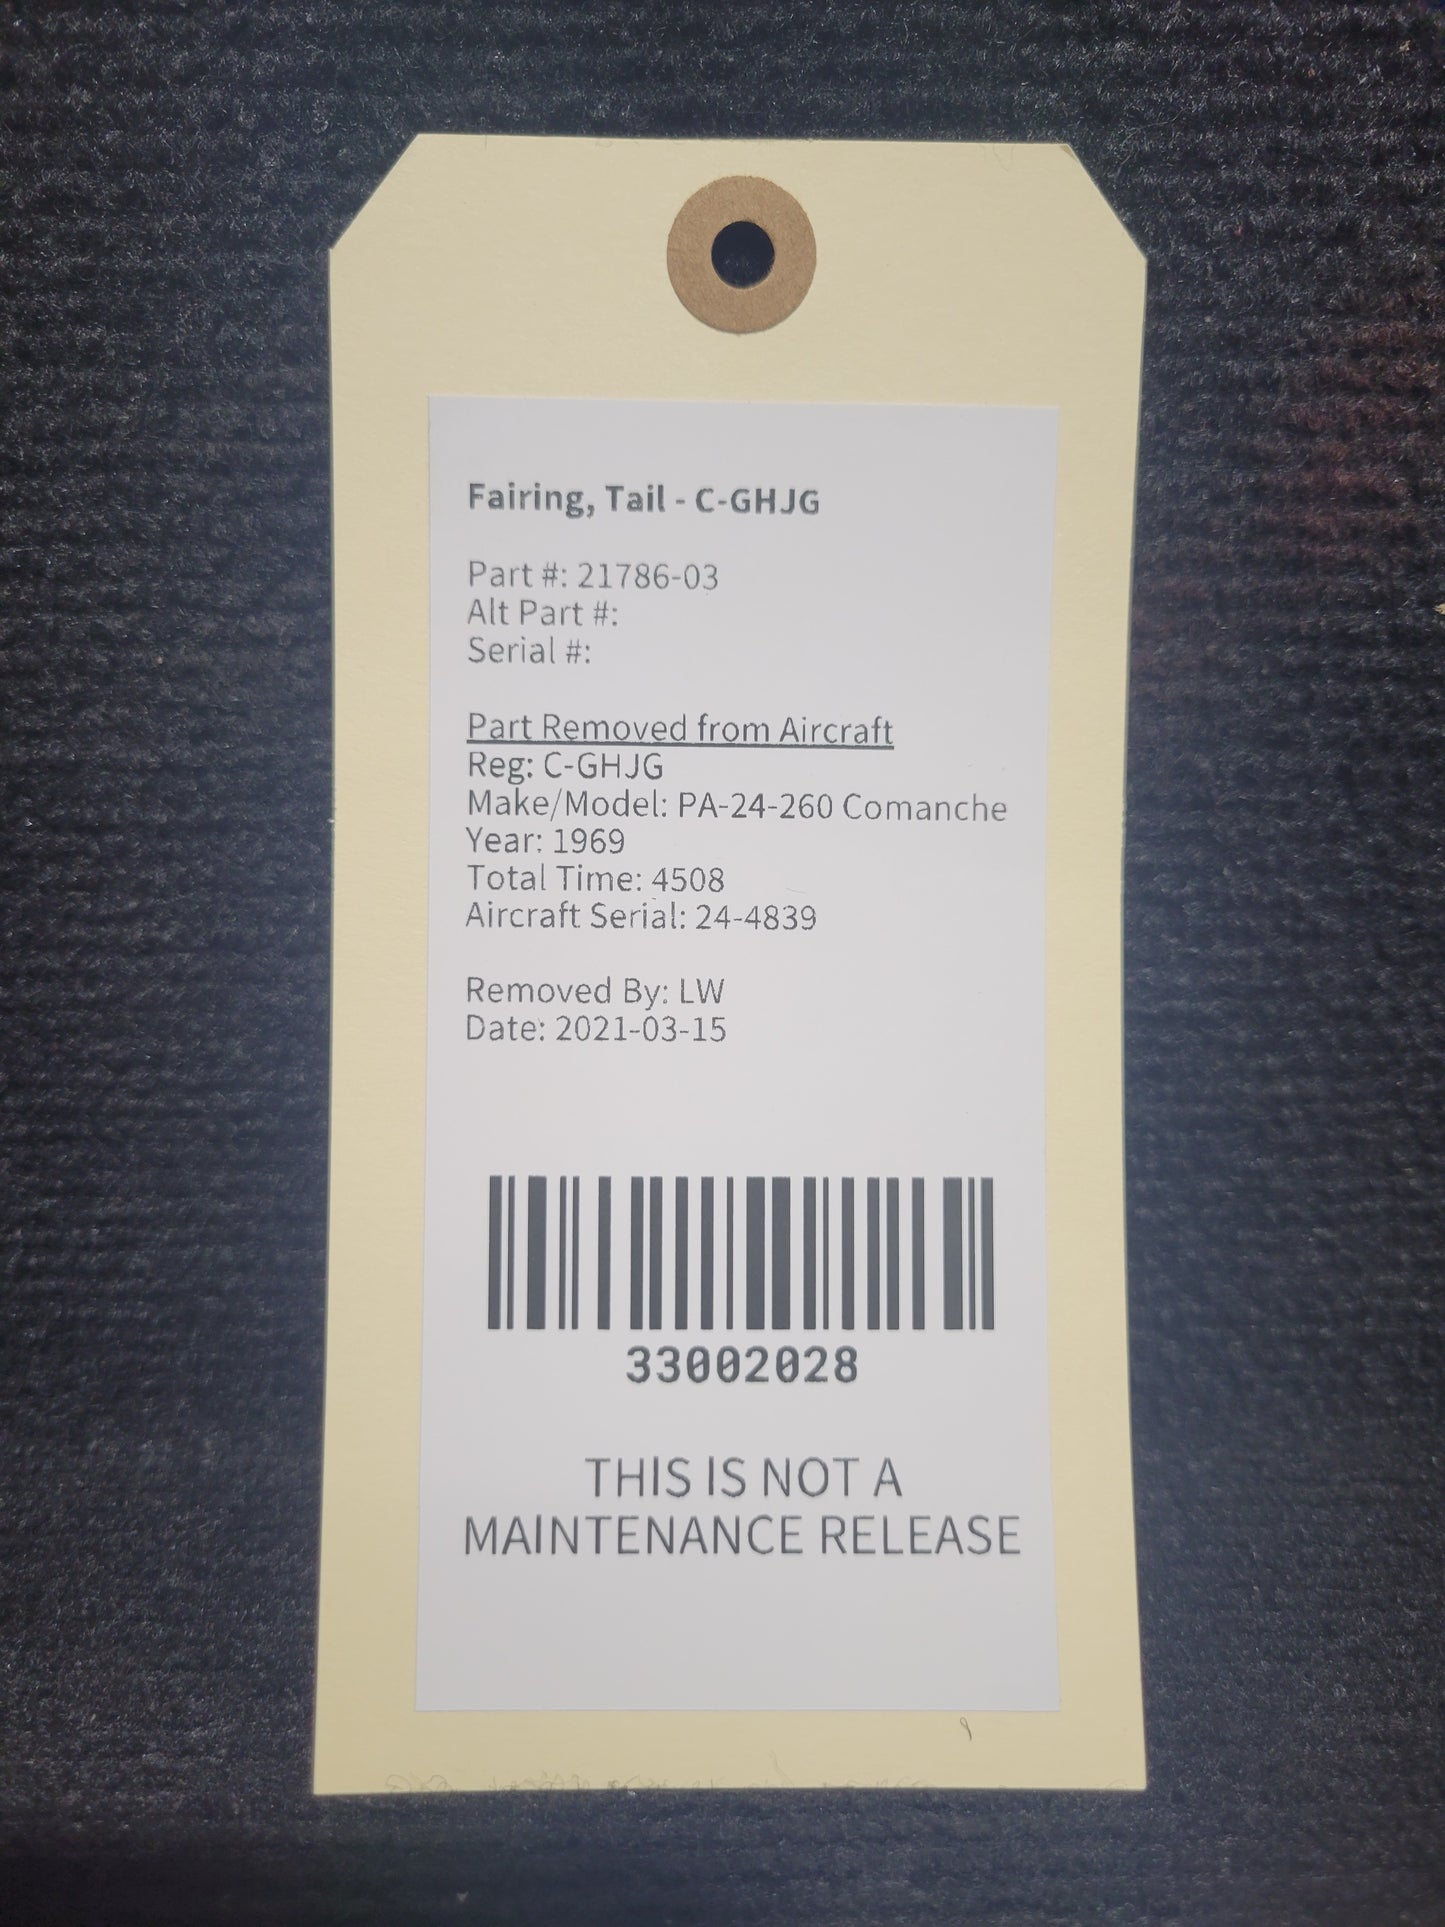 Fairing, Tail - C-GHJG
Part #: 21786-03
Alt Part #:
Serial #:
Part Removed from Aircraft
Reg: C-GHJG
Make/Model: PA-24-260 Comanche
Year: 1969
Total Time: 4508
Aircraft Serial: 24-4839
Removed By: LW
Date: 2021-03-15
33002028
THIS IS NOT A
MAINTENANCE RELEASE